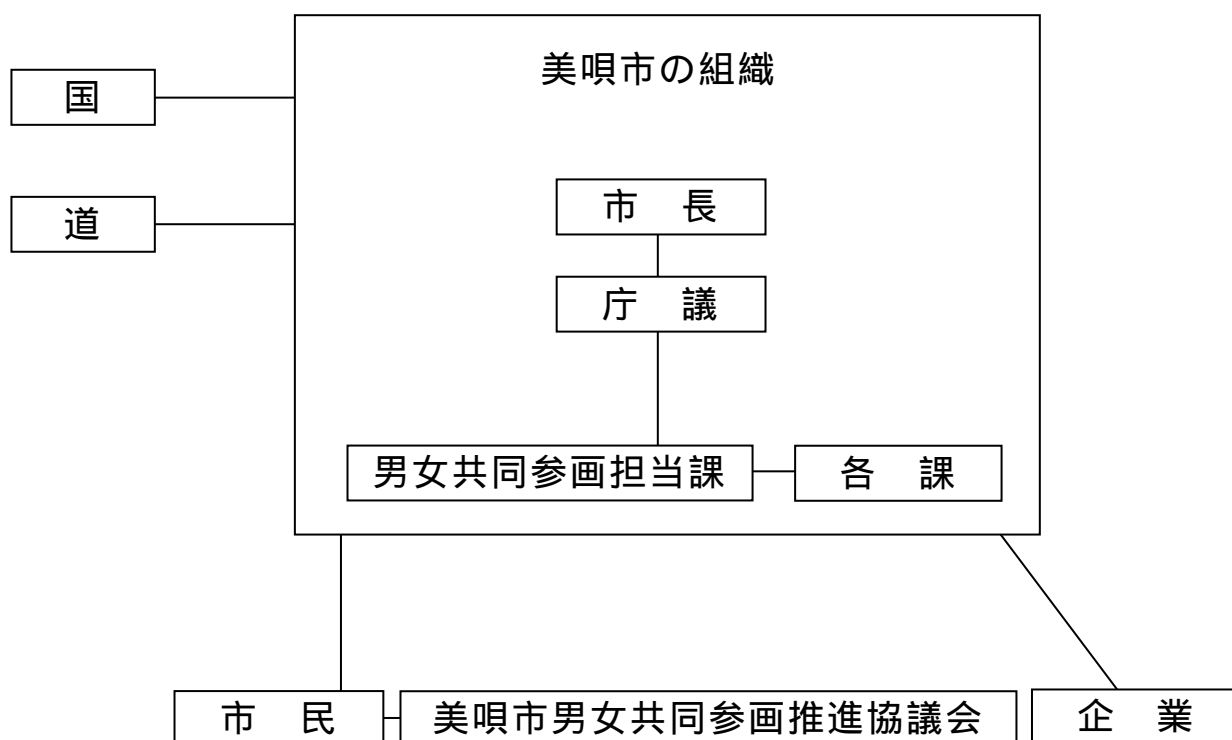 美唄市の組織
国
道
市　長
庁　議
男女共同参画担当課
各　課
市　民
美唄市男女共同参画推進協議会
企　業